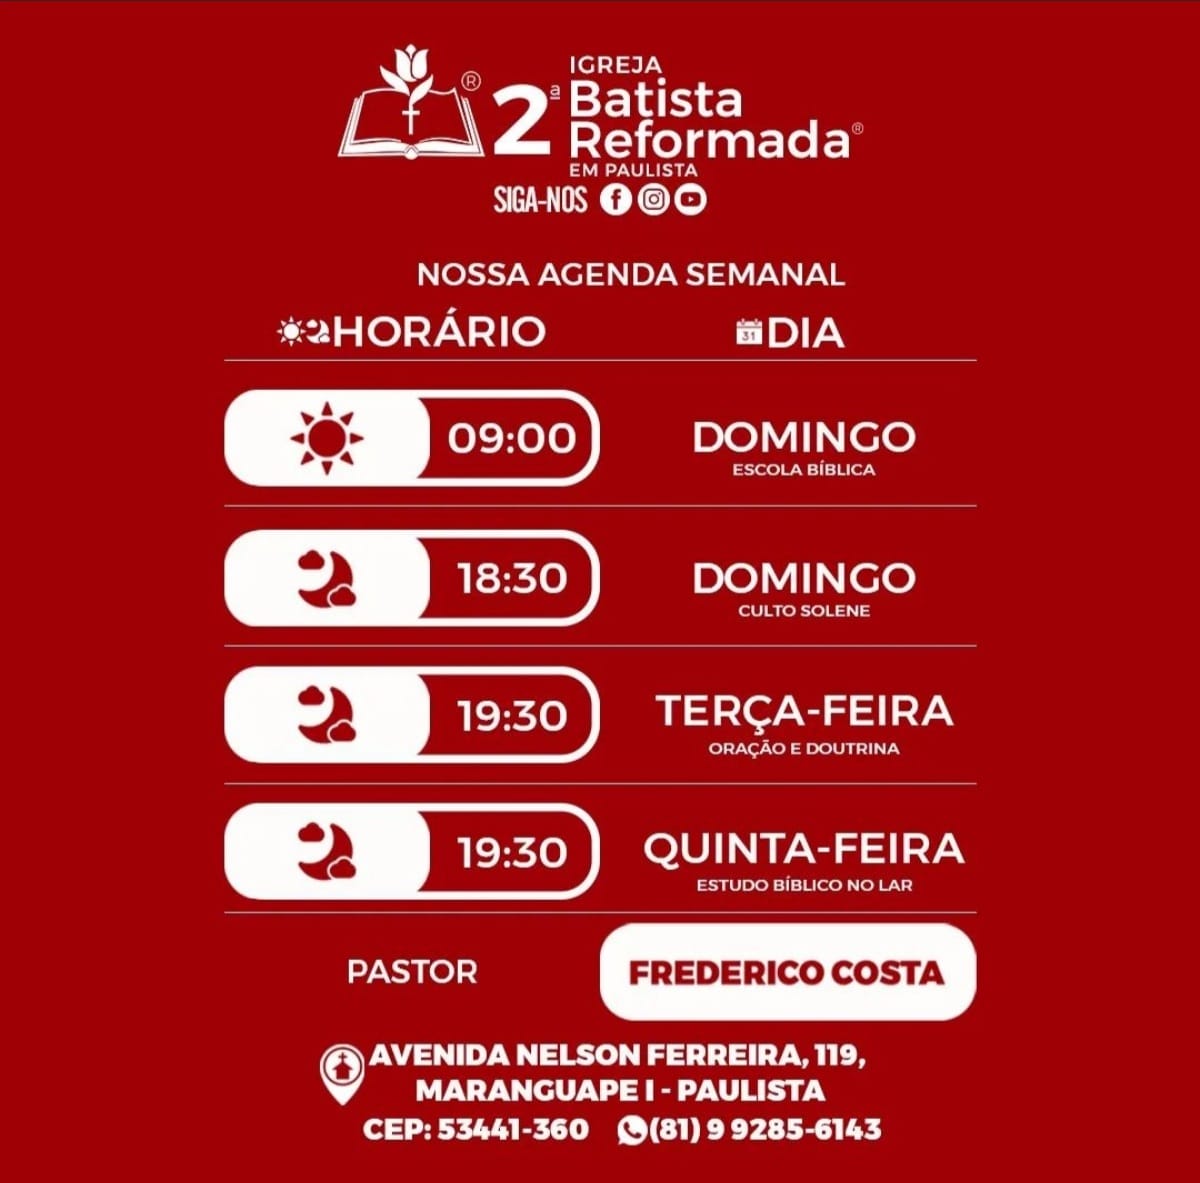 IGREJA
2ª Batista
Reformada®
EM PAULISTA
®
SIGA-NOS
NOSSA AGENDA SEMANAL
HORÁRIO 31 DIA
09:00 DOMINGO
ESCOLA BÍBLICA
18:30 DOMINGO
CULTO SOLENE
19:30 TERÇA-FEIRA
ORAÇÃO E DOUTRINA
19:30 QUINTA-FEIRA
ESTUDO BÍBLICO NO LAR
PASTOR FREDERICO COSTA
AVENIDA NELSON FERREIRA, 119,
MARANGUAPE I - PAULISTA
CEP: 53441-360 (81) 9 9285-6143